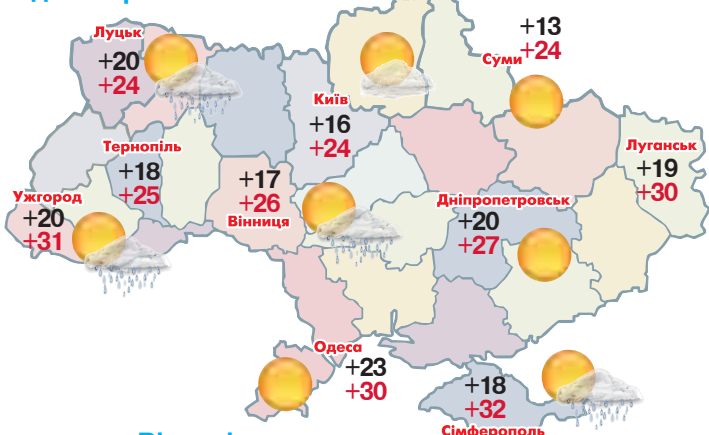 +13
Суми +24
Луцьк
+20
+24
Київ
+16
+24
Тернопіль
+18
+25
Луганськ
+19
+30
Ужгород
+20
+31
+17
+26
Вінниця
Дніпропетровськ
+20
+27
Одеса
+23
+30
+18
+32
Сімферополь